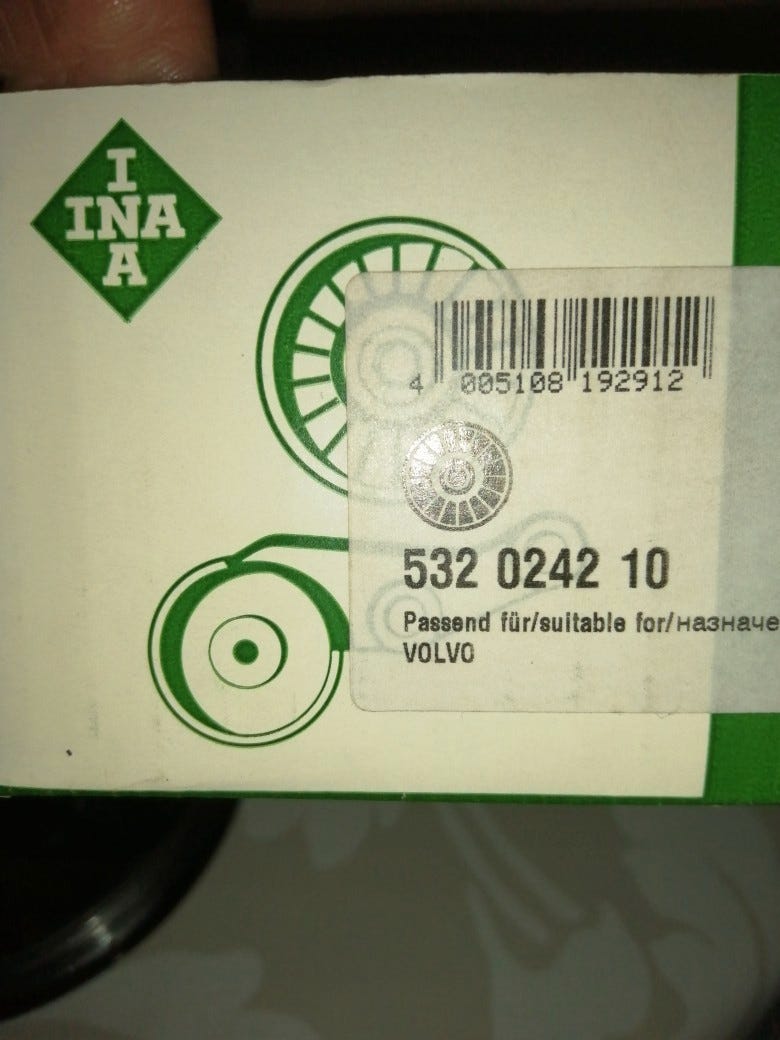 I
INA
A
4 005108 192912
532 0242 10
Passend für/suitable for/назначе
VOLVO